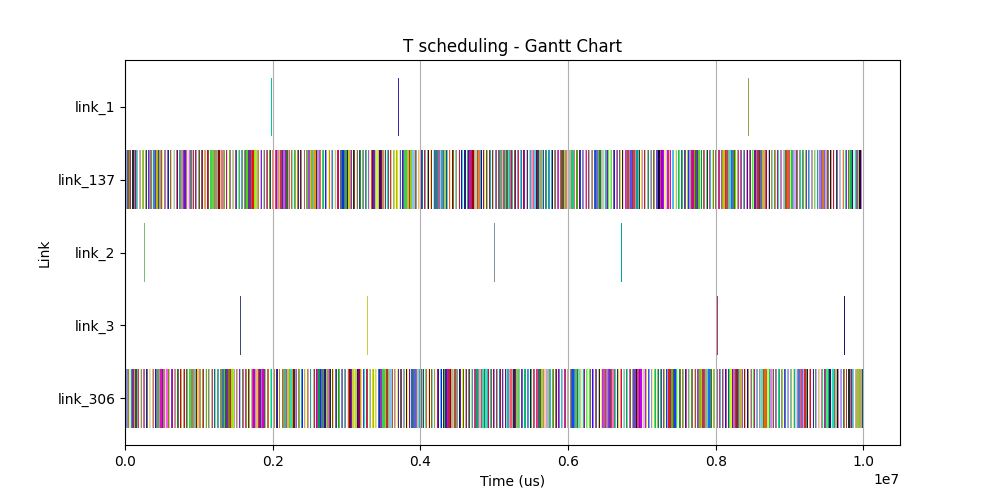 T scheduling - Gantt Chart
link_1
link_137
link_2
link_3
link_306
Link
0.0 0.2 0.4 0.6 0.8 1.0
1e7
Time (us)